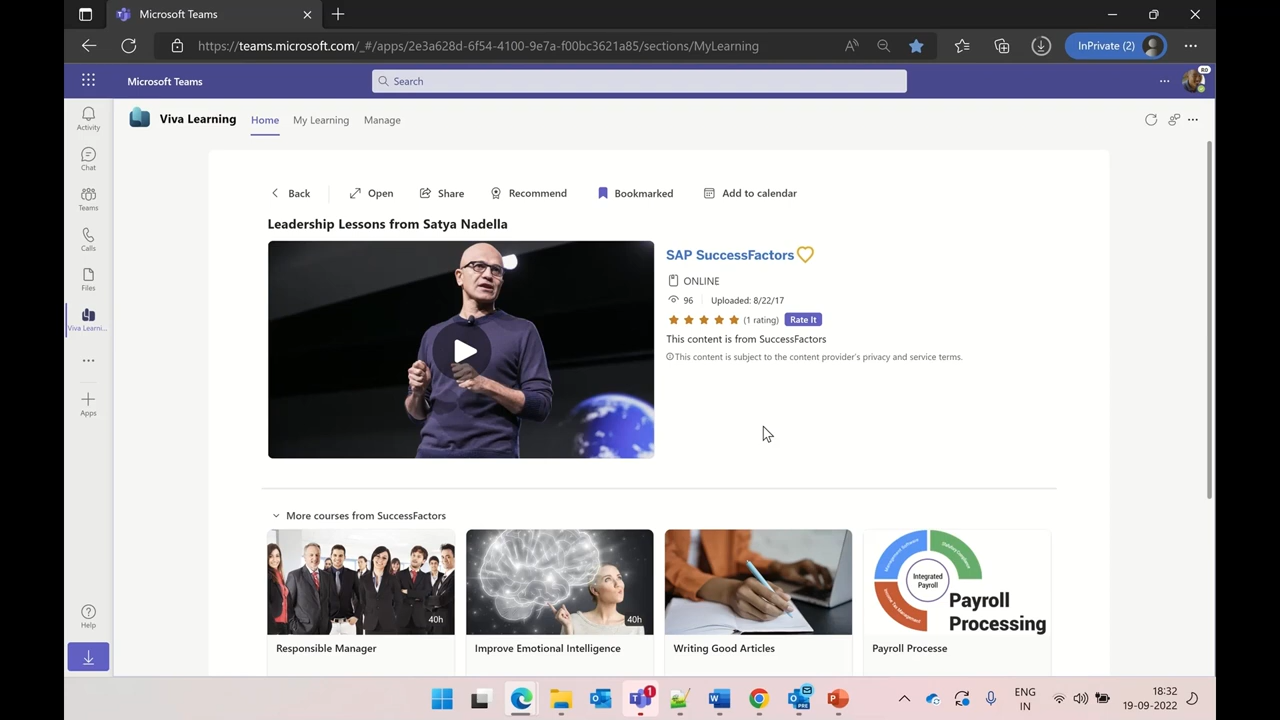 Microsoft Teams
https://teams.microsoft.com/_#/apps/2e3a628d-6f54-4100-9e7a-f00bc3621a85/sections/MyLearning
InPrivate (2)
Microsoft Teams
Search
RO
Activity
Chat
Teams
Calls
Files
Viva Learni...
Apps
Help
Viva Learning
Home
My Learning
Manage
Back
Open
Share
Recommend
Bookmarked
Add to calendar
Leadership Lessons from Satya Nadella
SAP SuccessFactors
ONLINE
96
Uploaded: 8/22/17
(1 rating)
Rate It
This content is from SuccessFactors
This content is subject to the content provider's privacy and service terms.
More courses from SuccessFactors
40h
40h
Integrated
Payroll
Payroll
Processing
Responsible Manager
Improve Emotional Intelligence
Writing Good Articles
Payroll Processe
1
PRE
ENG
IN
18:32
19-09-2022